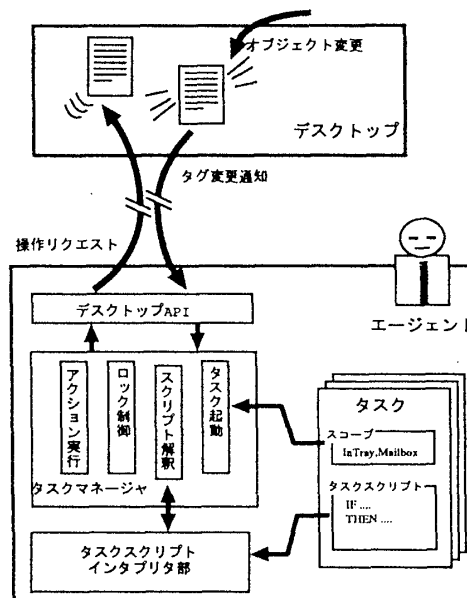 オブジェクト変更
デスクトップ
タグ変更通知
操作リクエスト
デスクトップAPI
エージェント
アクション実行
ロック制御
スクリプト解釈
タスク起動
タスクマネージャ
タスク
スコープ
InTray,Mailbox
タスクスクリプト
IF ....
THEN ....
タスクスクリプト
インタプリタ部